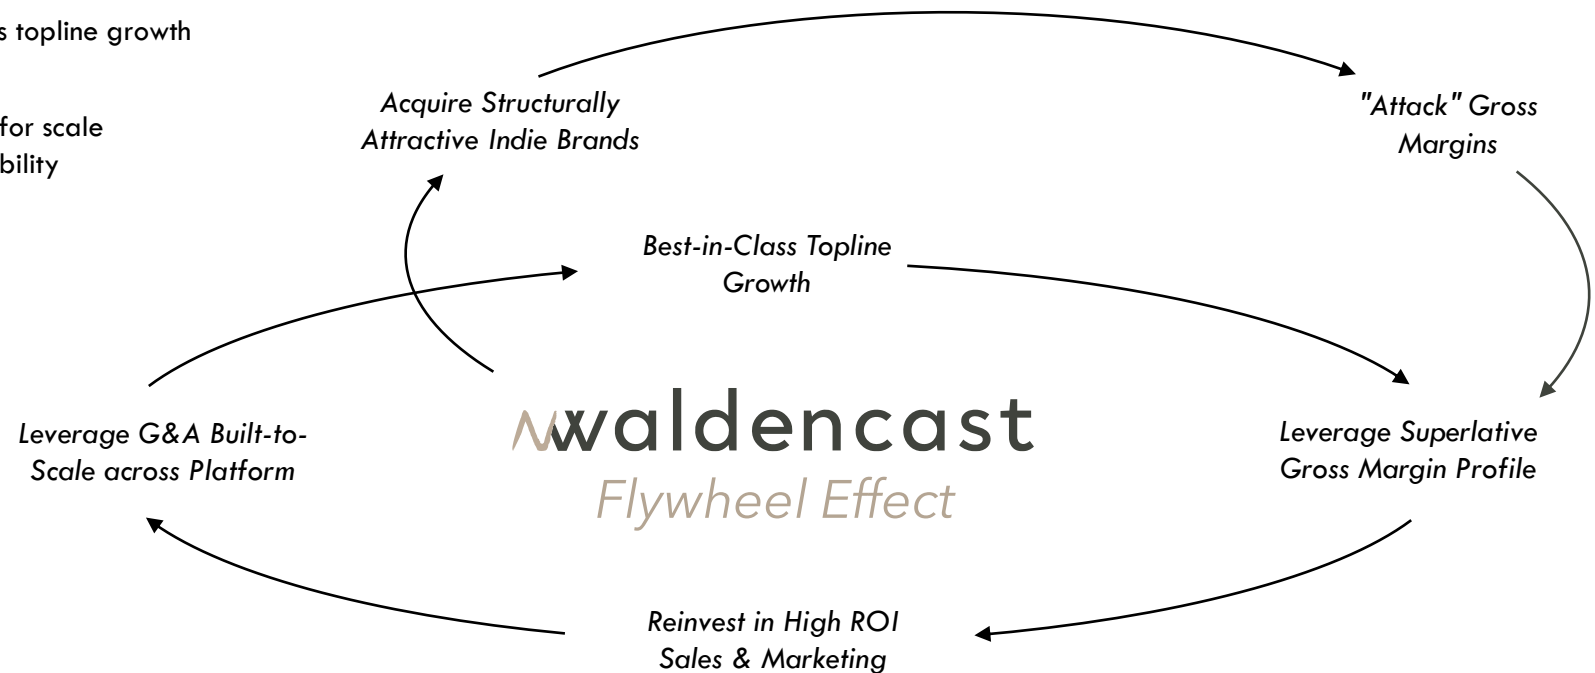 s topline growth
for scale
bility
Acquire Structurally
Attractive Indie Brands
"Attack" Gross
Margins
Best-in-Class Topline
Growth
Leverage G&A Built-to-
Scale across Platform
waldencast
Flywheel Effect
Leverage Superlative
Gross Margin Profile
Reinvest in High ROI
Sales & Marketing